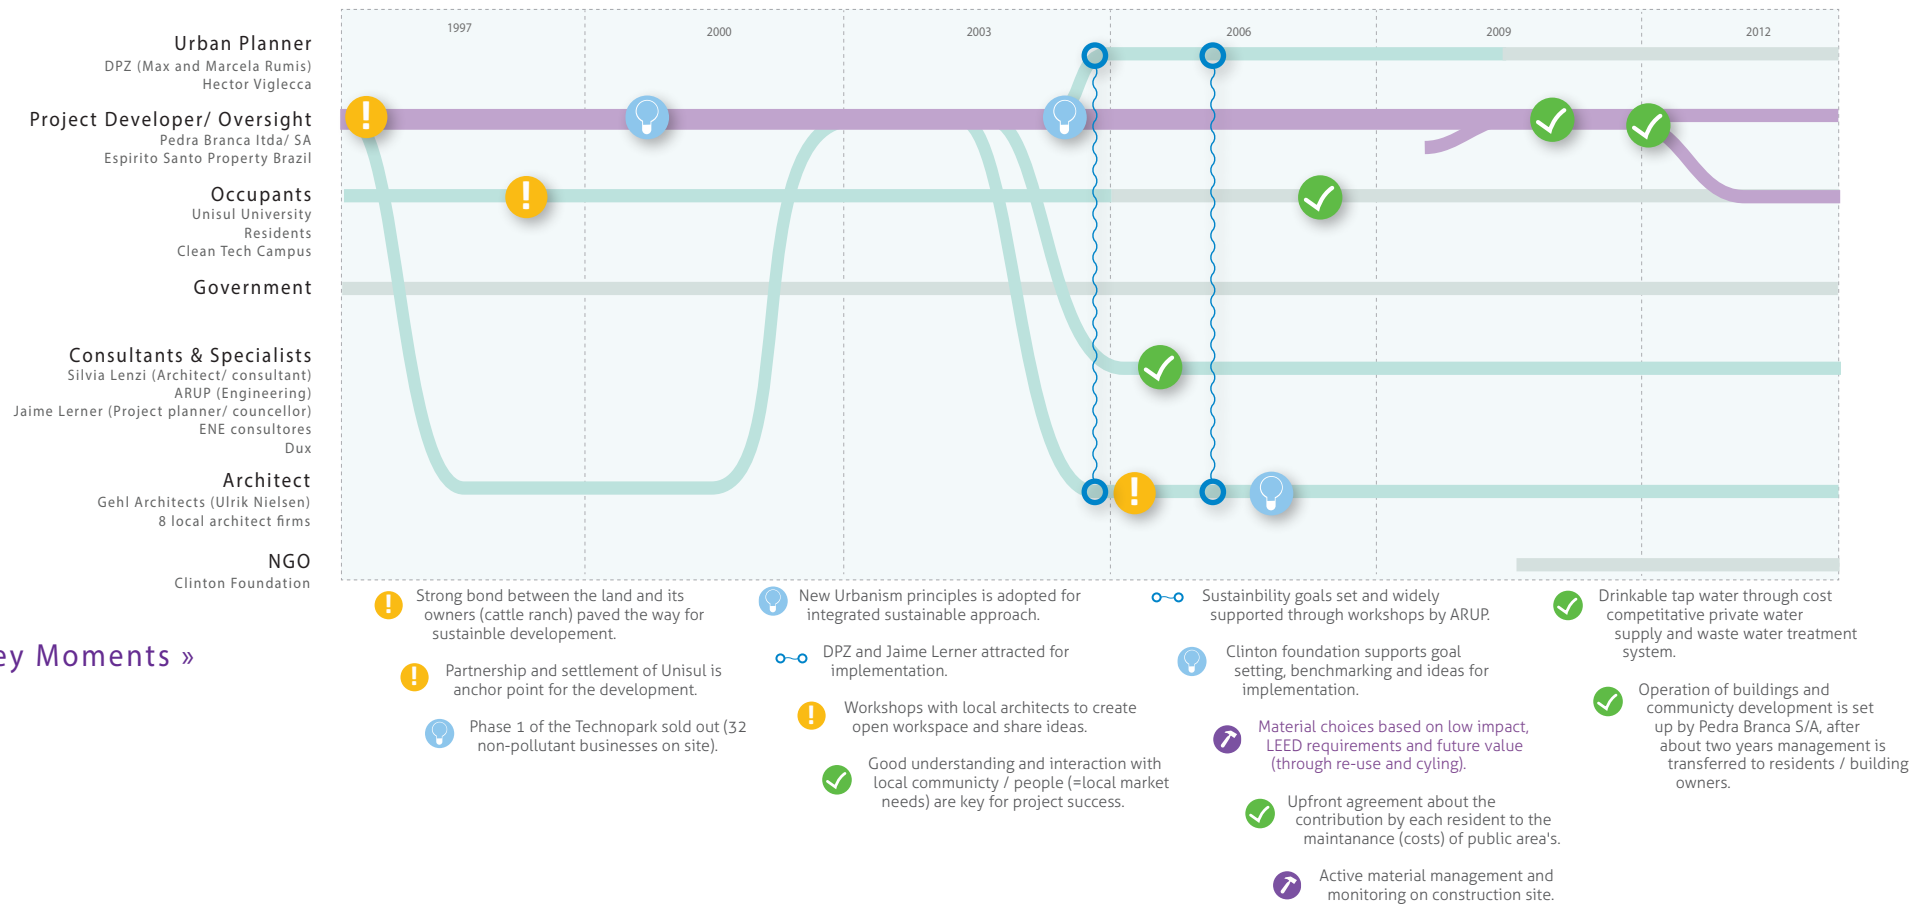 1997
2000
2003
2006
2009
2012
Urban Planner
DPZ (Max and Marcela Rumis)
Hector Viglecca
Project Developer/ Oversight
Pedra Branca ltda/ SA
Espirito Santo Property Brazil
Occupants
Unisul University
Residents
Clean Tech Campus
Government
Consultants & Specialists
Silvia Lenzi (Architect/ consultant)
ARUP (Engineering)
Jaime Lerner (Project planner/ councellor)
ENE consultores
Dux
Architect
Gehl Architects (Ulrik Nielsen)
8 local architect firms
NGO
Clinton Foundation
ey Moments »
Strong bond between the land and its
owners (cattle ranch) paved the way for
sustainble developement.
Partnership and settlement of Unisul is
anchor point for the development.
Phase 1 of the Technopark sold out (32
non-pollutant businesses on site).
New Urbanism principles is adopted for
integrated sustainable approach.
DPZ and Jaime Lerner attracted for
implementation.
Workshops with local architects to create
open workspace and share ideas.
Good understanding and interaction with
local communicty / people (=local market
needs) are key for project success.
Sustainbility goals set and widely
supported through workshops by ARUP.
Clinton foundation supports goal
setting, benchmarking and ideas for
implementation.
Material choices based on low impact,
LEED requirements and future value
(through re-use and cyling).
Upfront agreement about the
contribution by each resident to the
maintanance (costs) of public area's.
Active material management and
monitoring on construction site.
Drinkable tap water through cost
competitative private water
supply and waste water treatment
system.
Operation of buildings and
communicty development is set
up by Pedra Branca S/A, after
about two years management is
transferred to residents / building
owners.